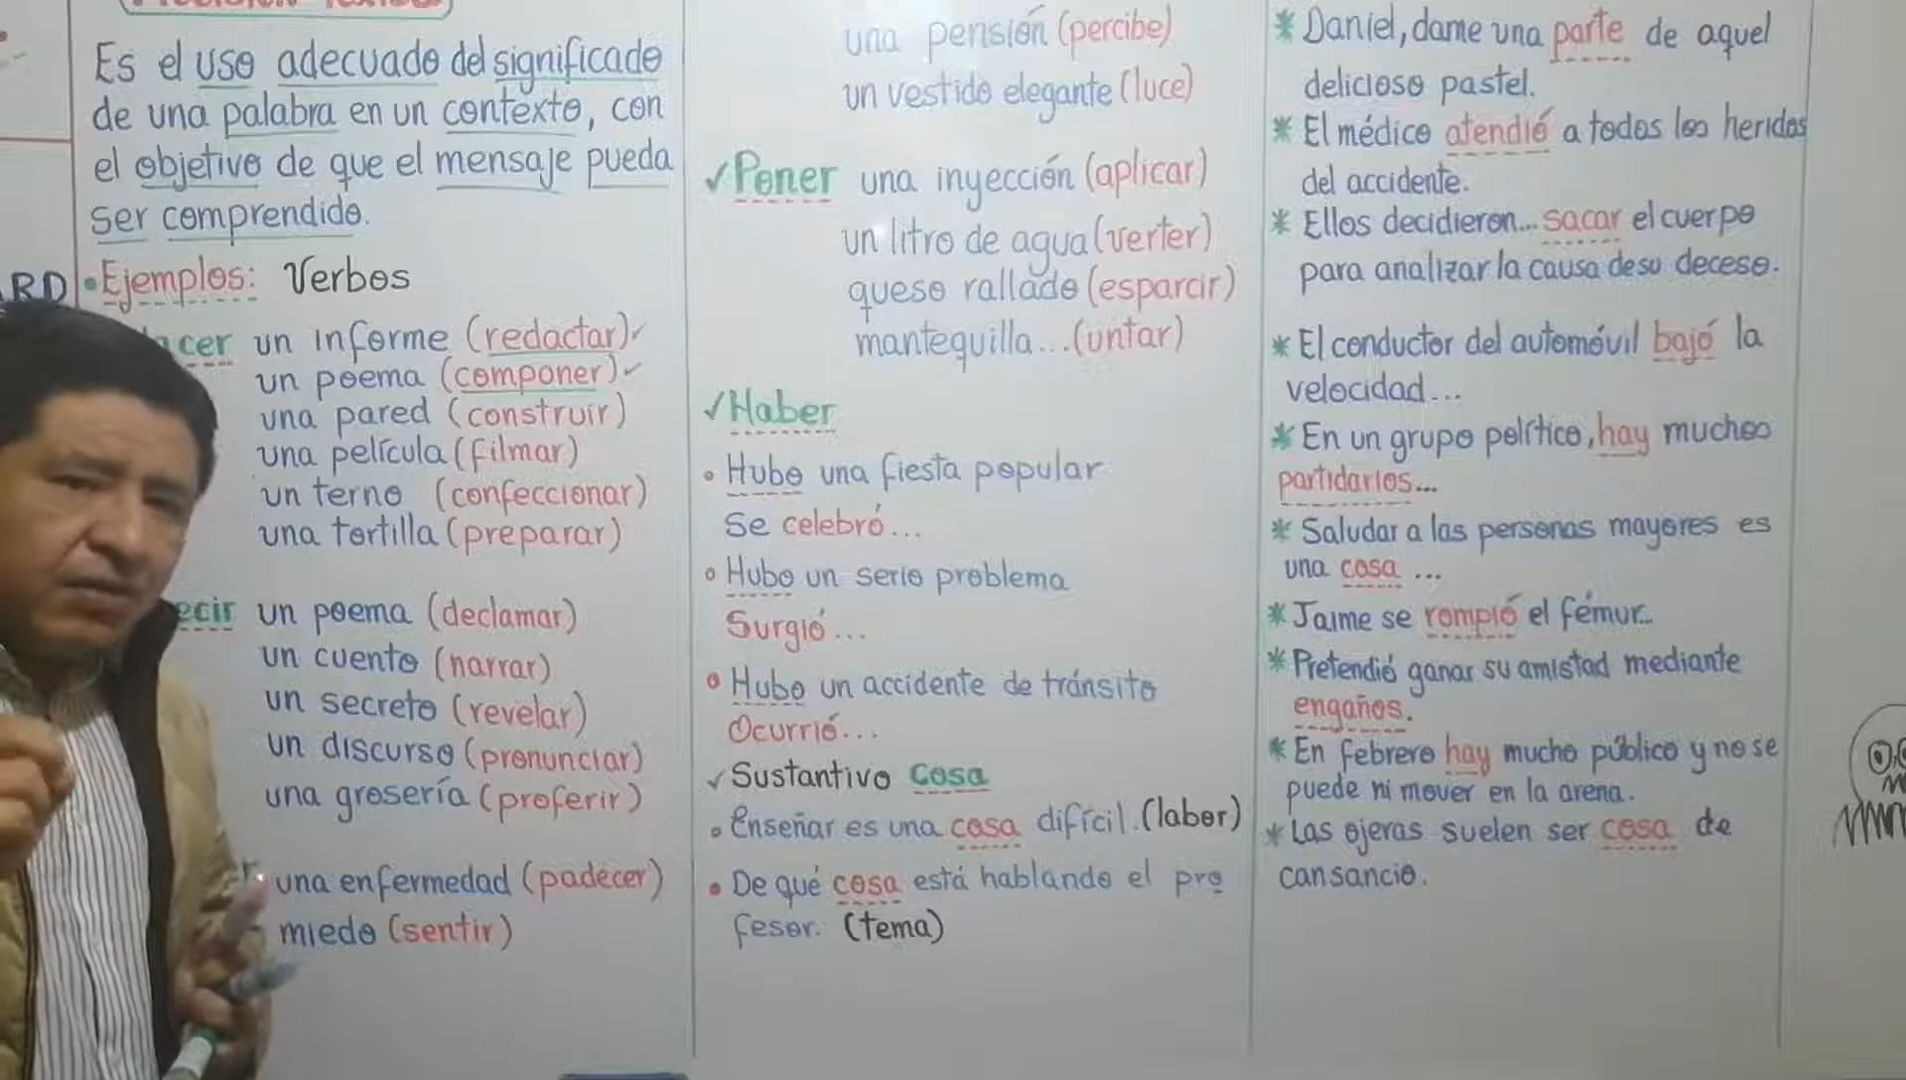 Es el uso adecuado del significado
de una palabra en un contexto, con
el objetivo de que el mensaje pueda
ser comprendido.
ARD
•Ejemplos: Verbos
acer un informe (redactar)✓
un poema (componer)✓
una pared (construir)
una película (filmar)
un terno (confeccionar)
una tortilla (preparar)
ecir un poema (declamar)
un cuento (narrar)
un secreto (revelar)
un discurso (pronunciar)
una grosería (proferir)
una enfermedad (padecer)
miedo (sentir)
una pensión (percibe)
un vestido elegante (luce)
✓Poner una inyección (aplicar)
un litro de agua (verter)
queso rallado (esparcir)
mantequilla... (untar)
✓Haber
• Hubo una fiesta popular
Se celebró...
• Hubo un serio problema
Surgió...
• Hubo un accidente de tránsito
Ocurrió...
✓ Sustantivo Cosa
• Enseñar es una cosa difícil. (labor)
• De qué cosa está hablando el pro
fesor. (tema)
* Daniel, dame una parte de aquel
delicioso pastel.
* El médico atendió a todos los heridos
del accidente.
* Ellos decidieron... sacar el cuerpo
para analizar la causa de su deceso.
* El conductor del automóvil bajó la
velocidad...
* En un grupo político, hay muchos
partidarios...
* Saludar a las personas mayores es
una cosa ...
* Jaime se rompió el fémur...
* Pretendió ganar su amistad mediante
engaños.
* En febrero hay mucho público y no se
puede ni mover en la arena.
* Las ojeras suelen ser cosa de
cansancio.